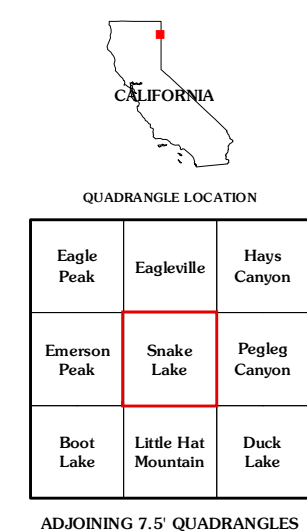 CALIFORNIA
QUADRANGLE LOCATION
Eagle
Peak
Eagleville
Hays
Canyon
Emerson
Peak
Snake
Lake
Pegleg
Canyon
Boot
Lake
Little Hat
Mountain
Duck
Lake
ADJOINING 7.5' QUADRANGLES